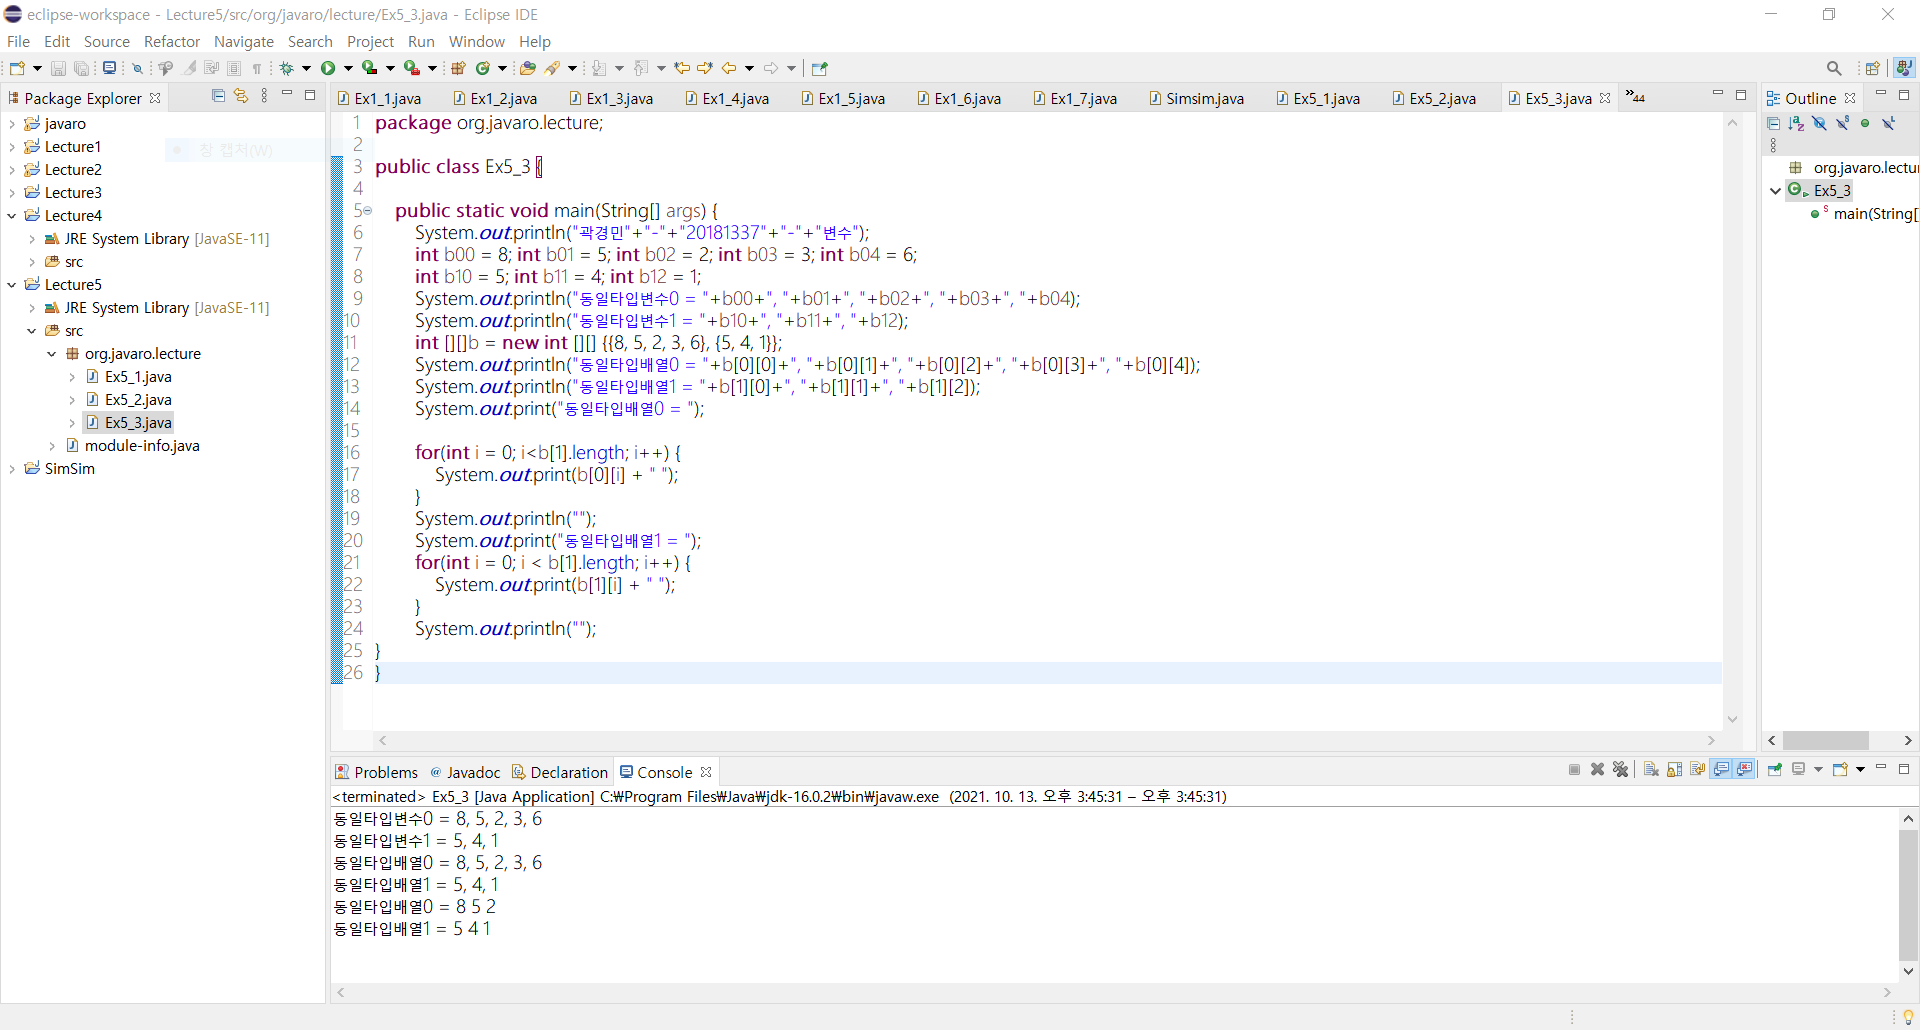 eclipse-workspace - Lecture5/src/org/javaro/lecture/Ex5_3.java - Eclipse IDE
File Edit Source Refactor Navigate Search Project Run Window Help
Package Explorer
javaro
Lecture1
창 캡처(W)
Lecture2
Lecture3
Lecture4
JRE System Library [JavaSE-11]
src
Lecture5
JRE System Library [JavaSE-11]
src
org.javaro.lecture
Ex5_1.java
Ex5_2.java
Ex5_3.java
module-info.java
SimSim
Ex1_1.java Ex1_2.java Ex1_3.java Ex1_4.java Ex1_5.java Ex1_6.java Ex1_7.java Simsim.java Ex5_1.java Ex5_2.java Ex5_3.java »44
1 package org.javaro.lecture;
2
3 public class Ex5_3 {
4
5 public static void main(String[] args) {
6 System.out.println("곽경민"+"-"+"20181337"+"-"+"변수");
7 int b00 = 8; int b01 = 5; int b02 = 2; int b03 = 3; int b04 = 6;
8 int b10 = 5; int b11 = 4; int b12 = 1;
9 System.out.println("동일타입변수0 = "+b00+", "+b01+", "+b02+", "+b03+", "+b04);
10 System.out.println("동일타입변수1 = "+b10+", "+b11+", "+b12);
11 int [][]b = new int [][] {{8, 5, 2, 3, 6}, {5, 4, 1}};
12 System.out.println("동일타입배열0 = "+b[0][0]+", "+b[0][1]+", "+b[0][2]+", "+b[0][3]+", "+b[0][4]);
13 System.out.println("동일타입배열1 = "+b[1][0]+", "+b[1][1]+", "+b[1][2]);
14 System.out.print("동일타입배열0 = ");
15
16 for(int i = 0; i<b[1].length; i++) {
17 System.out.print(b[0][i] + " ");
18 }
19 System.out.println("");
20 System.out.print("동일타입배열1 = ");
21 for(int i = 0; i < b[1].length; i++) {
22 System.out.print(b[1][i] + " ");
23 }
24 System.out.println("");
25 }
26 }
Outline
org.javaro.lectur
Ex5_3
main(String[
Problems @ Javadoc Declaration Console
<terminated> Ex5_3 [Java Application] C:₩Program Files₩Java₩jdk-16.0.2₩bin₩javaw.exe (2021. 10. 13. 오후 3:45:31 – 오후 3:45:31)
동일타입변수0 = 8, 5, 2, 3, 6
동일타입변수1 = 5, 4, 1
동일타입배열0 = 8, 5, 2, 3, 6
동일타입배열1 = 5, 4, 1
동일타입배열0 = 8 5 2
동일타입배열1 = 5 4 1